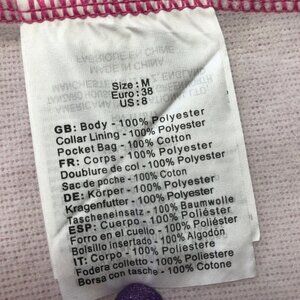 Size: M
Euro: 38
US: 8
GB: Body - 100% Polyester
Collar Lining - 100% Polyester
Pocket Bag - 100% Cotton
FR: Corps - 100% Polyester
Doublure de col - 100% Polyester
Sac de poche - 100% Coton
DE: Körper - 100% Polyester
Kragenfutter - 100% Polyester
Tascheneinsatz - 100% Baumwolle
ESP: Cuerpo - 100% Poliéster
Forro en el cuello - 100% Poliéster
Bolsillo insertado - 100% Algodón
IT: Corpo - 100% Poliestere
Fodera colletto - 100% Poliestere
Borsa con tasche - 100% Cotone